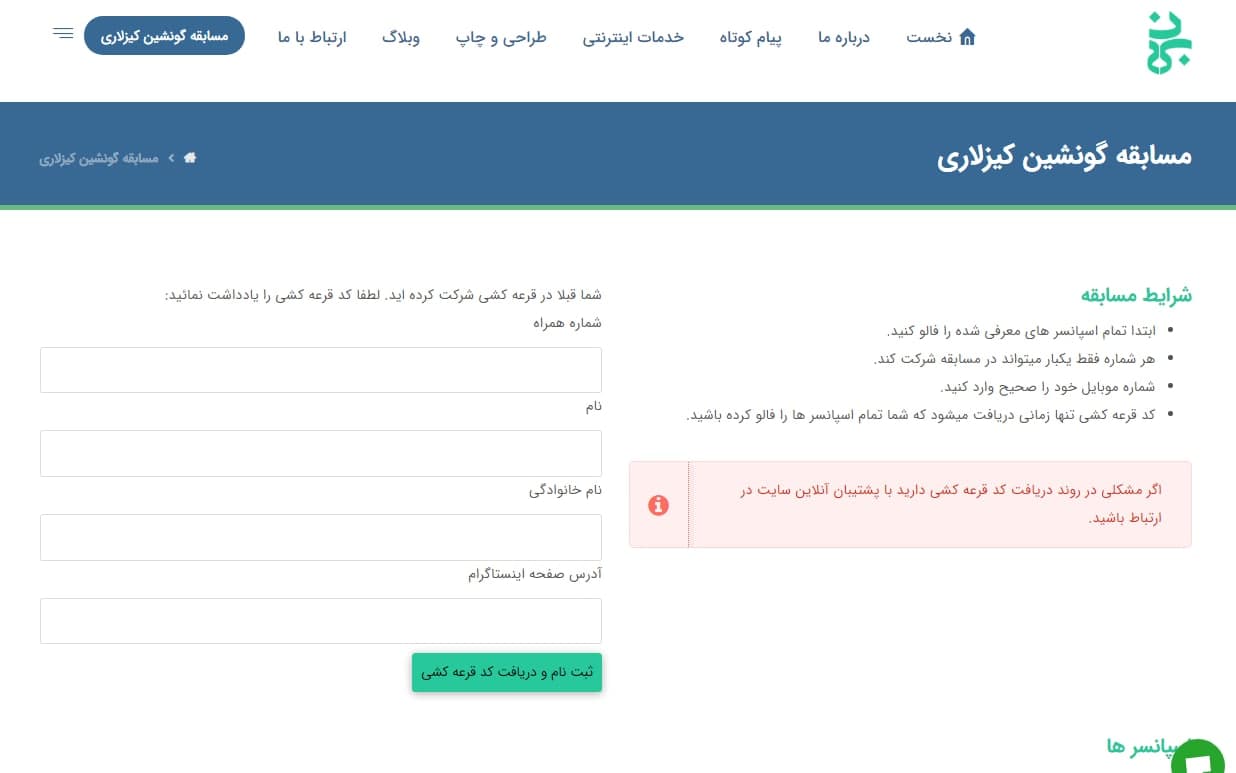 نخست
درباره ما
پیام کوتاه
خدمات اینترنتی
طراحی و چاپ
وبلاگ
ارتباط با ما
مسابقه گونشین کیزلاری
مسابقه گونشین کیزلاری
مسابقه گونشین کیزلاری
شرایط مسابقه
ابتدا تمام اسپانسر های معرفی شده را فالو کنید.
هر شماره فقط یکبار میتواند در مسابقه شرکت کند.
شماره موبایل خود را صحیح وارد کنید.
کد قرعه کشی تنها زمانی دریافت میشود که شما تمام اسپانسر ها را فالو کرده باشید.
اگر مشکلی در روند دریافت کد قرعه کشی دارید با پشتیبان آنلاین سایت در
ارتباط باشید.
شما قبلا در قرعه کشی شرکت کرده اید. لطفا کد قرعه کشی را یادداشت نمائید:
شماره همراه
نام
نام خانوادگی
آدرس صفحه اینستاگرام
ثبت نام و دریافت کد قرعه کشی
ها